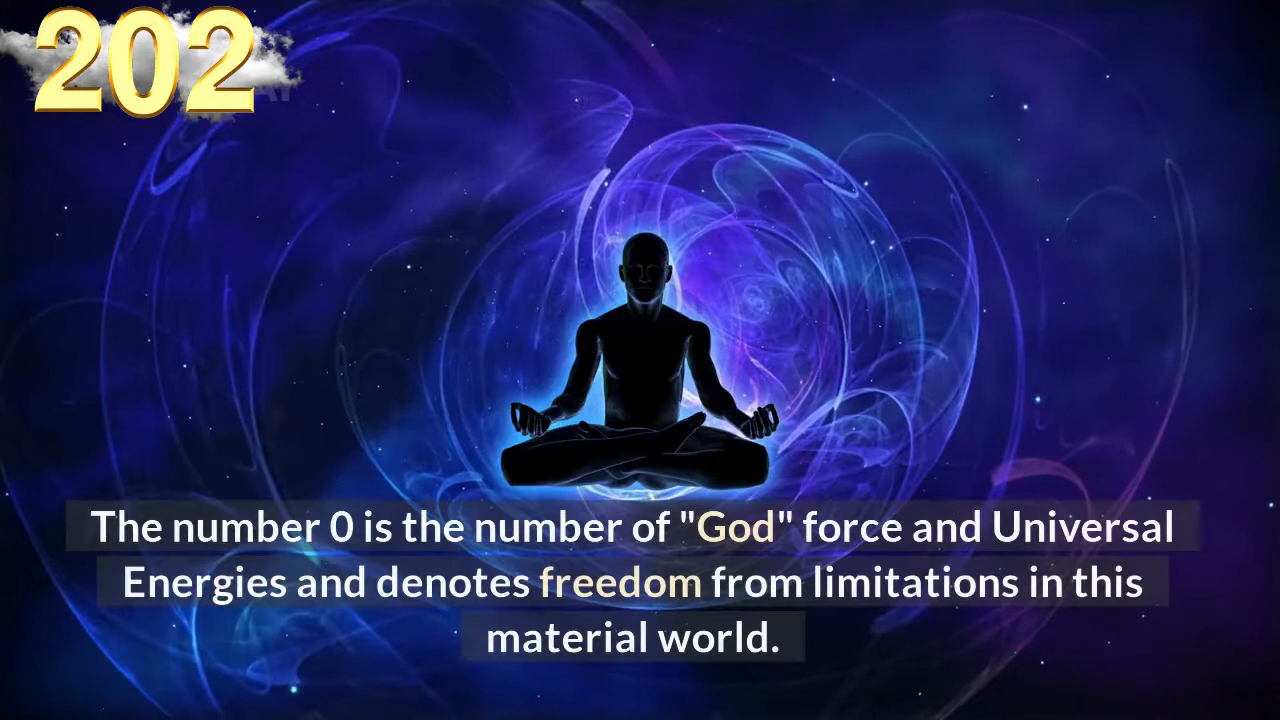 202
The number 0 is the number of "God" force and Universal
Energies and denotes freedom from limitations in this
material world.